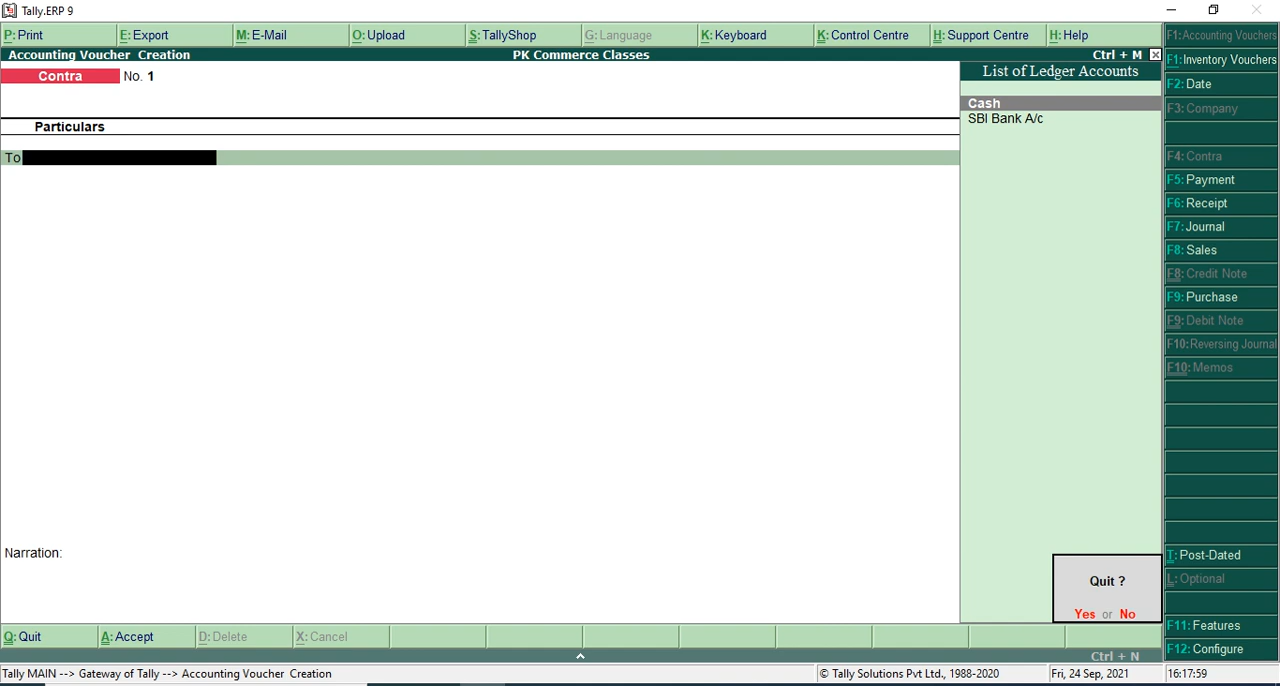 Tally.ERP 9
P: Print E: Export M: E-Mail O: Upload S: TallyShop G: Language K: Keyboard K: Control Centre H: Support Centre H: Help
Accounting Voucher Creation PK Commerce Classes Ctrl + M
Contra No. 1
Particulars
To
Narration:
List of Ledger Accounts
Cash
SBI Bank A/c
Quit ?
Yes or No
F1:Accounting Vouchers
F1:Inventory Vouchers
F2: Date
F3: Company
F4: Contra
F5: Payment
F6: Receipt
F7: Journal
F8: Sales
F8: Credit Note
F9: Purchase
F9: Debit Note
F10:Reversing Journal
F10: Memos
T: Post-Dated
L: Optional
F11: Features
F12: Configure
Q: Quit A: Accept D: Delete X: Cancel
Ctrl + N
Tally MAIN --> Gateway of Tally --> Accounting Voucher Creation © Tally Solutions Pvt Ltd., 1988-2020 Fri, 24 Sep, 2021 16:17:59